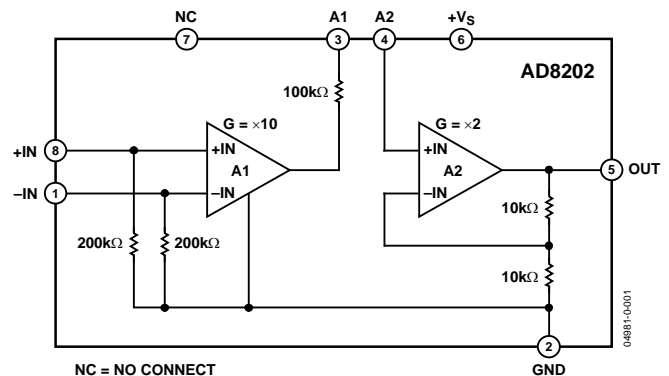 NC
A1
A2
+VS
7
3
4
6
AD8202
100kΩ
G = ×10
G = ×2
+IN
8
+IN
A1
–IN
+IN
A2
–IN
5
OUT
–IN
1
10kΩ
200kΩ
200kΩ
10kΩ
2
NC = NO CONNECT
GND
04981-0-001